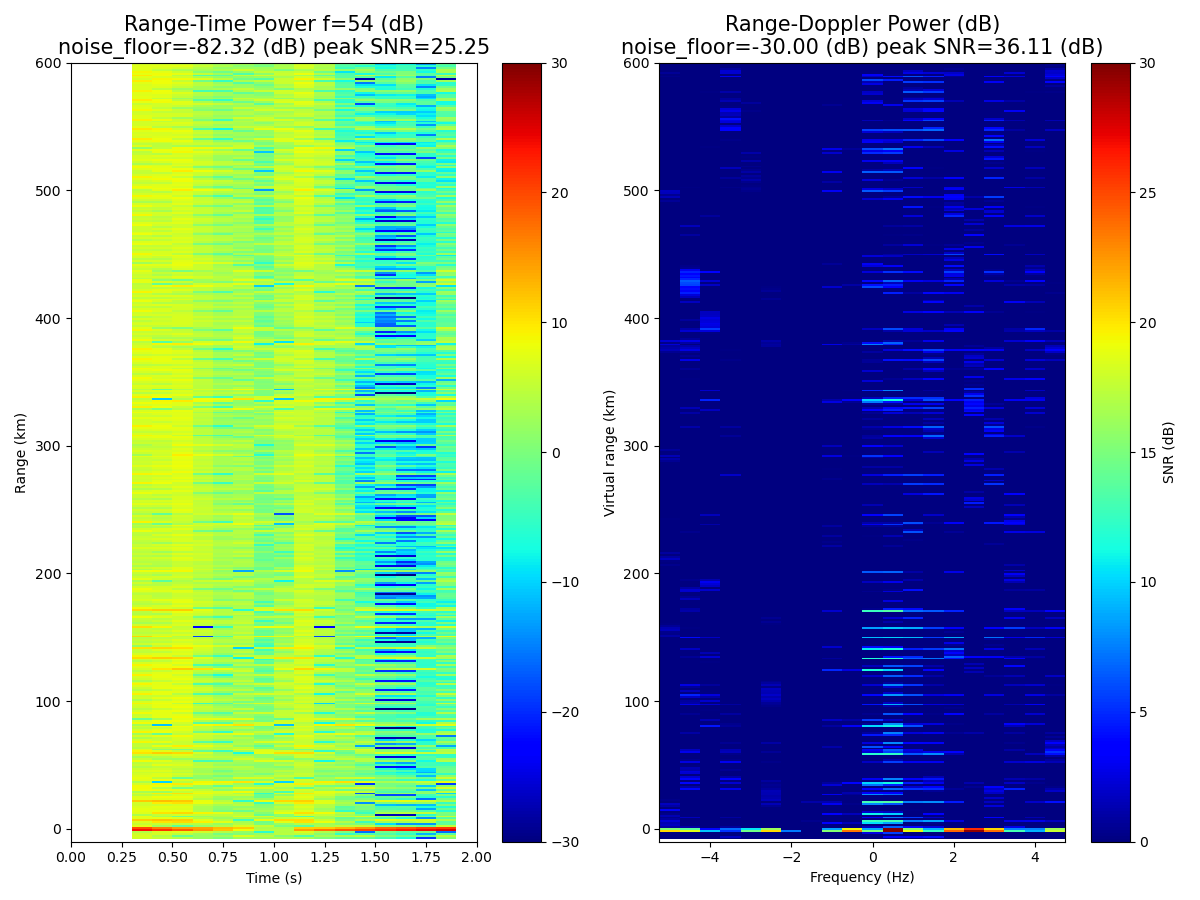 Range-Time Power f=54 (dB)
noise_floor=-82.32 (dB) peak SNR=25.25
Range (km)
600
500
400
300
200
100
0
0.00 0.25 0.50 0.75 1.00 1.25 1.50 1.75 2.00
Time (s)
30
20
10
0
−10
−20
−30
Range-Doppler Power (dB)
noise_floor=-30.00 (dB) peak SNR=36.11 (dB)
Virtual range (km)
600
500
400
300
200
100
0
−4 −2 0 2 4
Frequency (Hz)
30
25
20
15
10
5
0
SNR (dB)